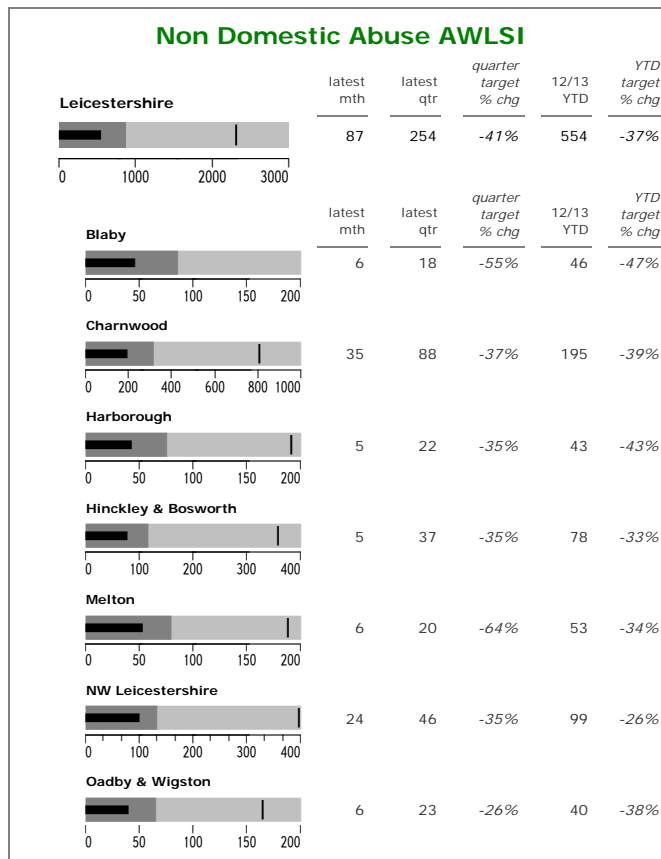 Non Domestic Abuse AWLSI
Leicestershire
latest mth latest qtr quarter target % chg 12/13 YTD YTD target % chg
87 254 -41% 554 -37%
0 1000 2000 3000
latest mth latest qtr quarter target % chg 12/13 YTD YTD target % chg
Blaby
6 18 -55% 46 -47%
0 50 100 150 200
Charnwood
35 88 -37% 195 -39%
0 200 400 600 800 1000
Harborough
5 22 -35% 43 -43%
0 50 100 150 200
Hinckley & Bosworth
5 37 -35% 78 -33%
0 100 200 300 400
Melton
6 20 -64% 53 -34%
0 50 100 150 200
NW Leicestershire
24 46 -35% 99 -26%
0 100 200 300 400
Oadby & Wigston
6 23 -26% 40 -38%
0 50 100 150 200